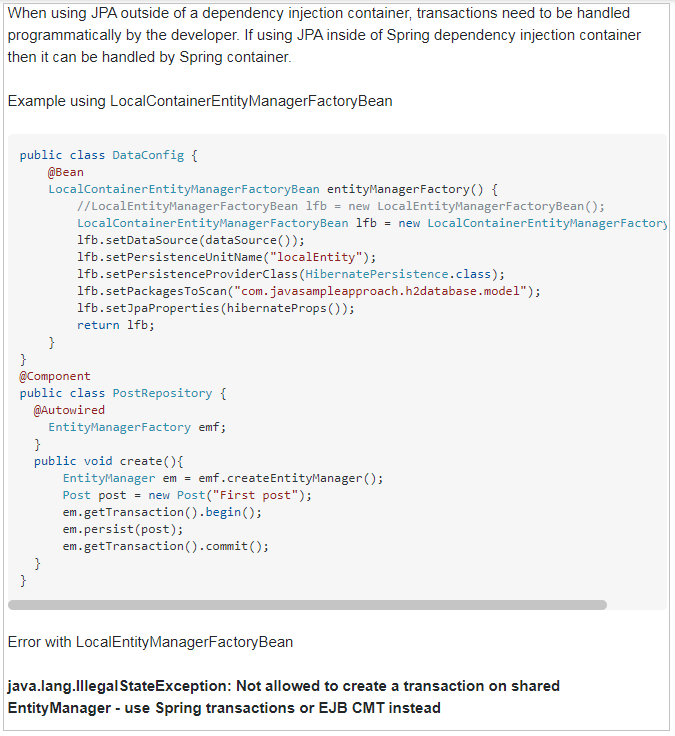 When using JPA outside of a dependency injection container, transactions need to be handled
programmatically by the developer. If using JPA inside of Spring dependency injection container
then it can be handled by Spring container.
Example using LocalContainerEntityManagerFactoryBean
public class DataConfig {
@Bean
LocalContainerEntityManagerFactoryBean entityManagerFactory() {
//LocalEntityManagerFactoryBean lfb = new LocalEntityManagerFactoryBean();
LocalContainerEntityManagerFactoryBean lfb = new LocalContainerEntityManagerFactory
lfb.setDataSource(dataSource());
lfb.setPersistenceUnitName("localEntity");
lfb.setPersistenceProviderClass(HibernatePersistence.class);
lfb.setPackagesToScan("com.javasampleapproach.h2database.model");
lfb.setJpaProperties(hibernateProps());
return lfb;
}
}
@Component
public class PostRepository {
@Autowired
EntityManagerFactory emf;
}
public void create(){
EntityManager em = emf.createEntityManager();
Post post = new Post("First post");
em.getTransaction().begin();
em.persist(post);
em.getTransaction().commit();
}
}
Error with LocalEntityManagerFactoryBean
java.lang.IllegalStateException: Not allowed to create a transaction on shared
EntityManager - use Spring transactions or EJB CMT instead